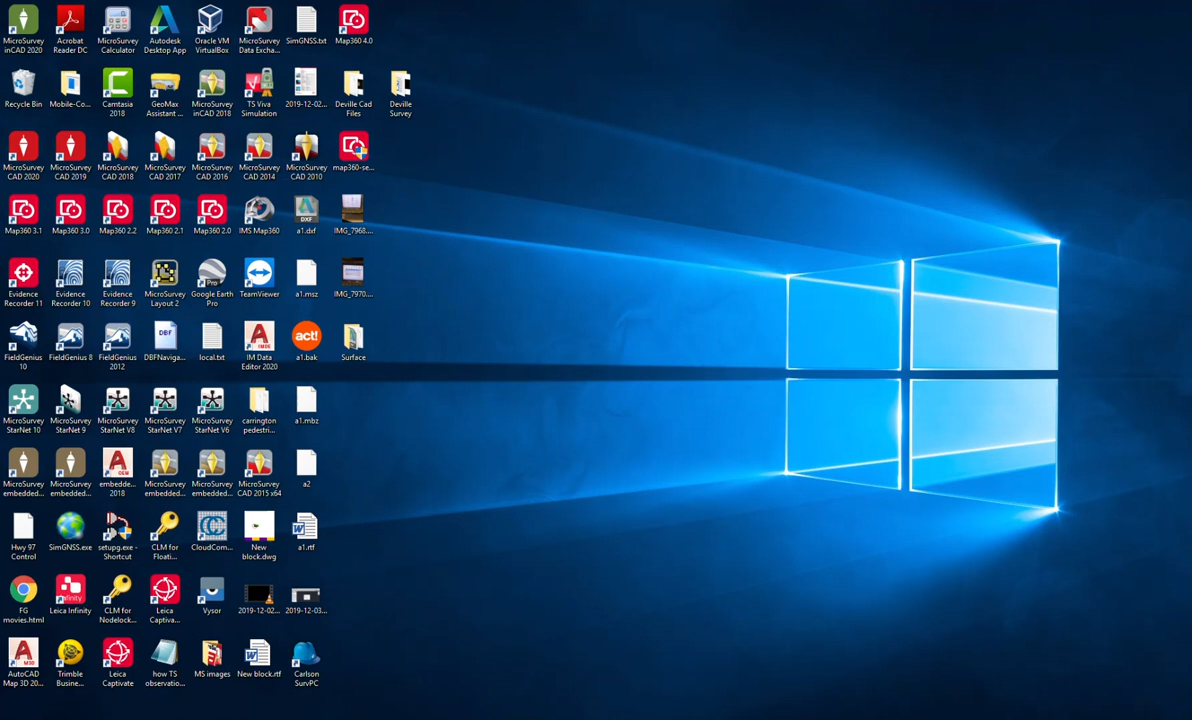 MicroSurvey
inCAD 2020
Acrobat
Reader DC
MicroSurvey
Calculator
Autodesk
Desktop App
Oracle VM
VirtualBox
MicroSurvey
Data Excha...
SimGNSS.txt
Map360 4.0
Recycle Bin
Mobile-Co...
Camtasia
2018
GeoMax
Assistant ...
MicroSurvey
inCAD 2018
TS Viva
Simulation
2019-12-02...
Deville Cad
Files
Deville
Survey
MicroSurvey
CAD 2020
MicroSurvey
CAD 2019
MicroSurvey
CAD 2018
MicroSurvey
CAD 2017
MicroSurvey
CAD 2016
MicroSurvey
CAD 2014
MicroSurvey
CAD 2010
map360-se...
Map360 3.1
Map360 3.0
Map360 2.2
Map360 2.1
Map360 2.0
IMS Map360
DXF
a1.dxf
IMG_7968....
Evidence
Recorder 11
Evidence
Recorder 10
Evidence
Recorder 9
MicroSurvey
Layout 2
Pro
Google Earth
Pro
TeamViewer
a1.msz
IMG_7970....
FieldGenius
10
FieldGenius 8
FieldGenius
2012
DBF
DBFNaviga...
local.txt
IM Data
Editor 2020
act!
a1.bak
Surface
MicroSurvey
StarNet 10
MicroSurvey
StarNet 9
MicroSurvey
StarNet V8
MicroSurvey
StarNet V7
MicroSurvey
StarNet V6
carrington
pedestri...
a1.mbz
MicroSurvey
embedded...
MicroSurvey
embedded...
OEM
embedde...
2018
MicroSurvey
embedded...
MicroSurvey
embedded...
MicroSurvey
CAD 2015 x64
a2
Hwy 97
Control
SimGNSS.exe
setupg.exe -
Shortcut
CLM for
Floati...
CloudCom...
New
block.dwg
a1.rtf
FG
movies.html
Infinity
Leica Infinity
CLM for
Nodelock...
Leica
Captiva...
Vysor
2019-12-02...
2019-12-03...
AutoCAD
Map 3D 20...
Trimble
Busine...
Leica
Captivate
how TS
observatio...
MS images
New block.rtf
Carlson
SurvPC